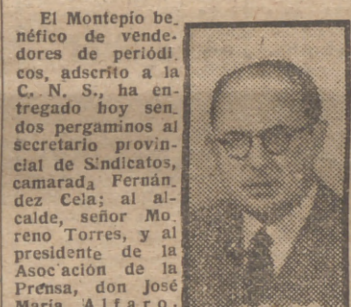 El Montepío be-
néfico de vende-
dores de periódi-
cos, adscrito a la
C. N. S., ha en-
tregado hoy sen-
dos pergaminos al
secretario provin-
cial de Sindicatos,
camarada Fernán-
dez Cela; al al-
calde, señor Mo-
reno Torres, y al
presidente de la
Asociación de la
Prensa, don José
María Alfaro.